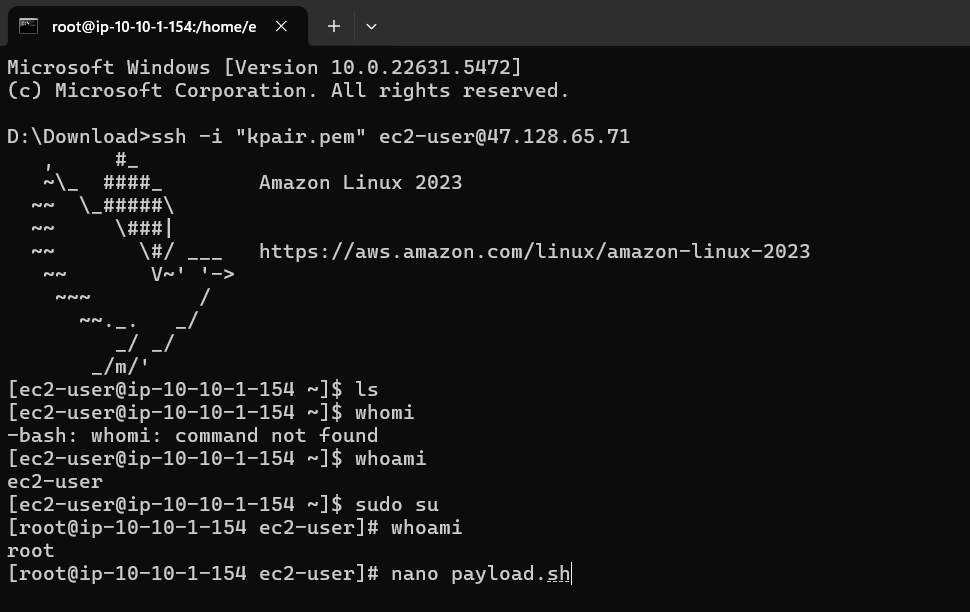 root@ip-10-10-1-154:/home/e
Microsoft Windows [Version 10.0.22631.5472]
(c) Microsoft Corporation. All rights reserved.
D:\Download>ssh -i "kpair.pem" ec2-user@47.128.65.71
   ,     #_
   ~\_  ####_        Amazon Linux 2023
  ~~  \_#####\
  ~~     \###|
  ~~       \#/ ___   https://aws.amazon.com/linux/amazon-linux-2023
   ~~       V~' '->
    ~~~         /
      ~~._.   _/
         _/ _/
       _/m/'
[ec2-user@ip-10-10-1-154 ~]$ ls
[ec2-user@ip-10-10-1-154 ~]$ whomi
-bash: whomi: command not found
[ec2-user@ip-10-10-1-154 ~]$ whoami
ec2-user
[ec2-user@ip-10-10-1-154 ~]$ sudo su
[root@ip-10-10-1-154 ec2-user]# whoami
root
[root@ip-10-10-1-154 ec2-user]# nano payload.sh